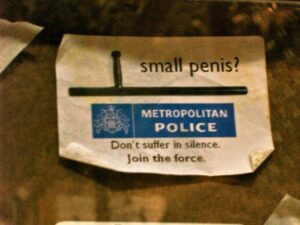 small penis?
METROPOLITAN
POLICE
Don't suffer in silence.
Join the force.